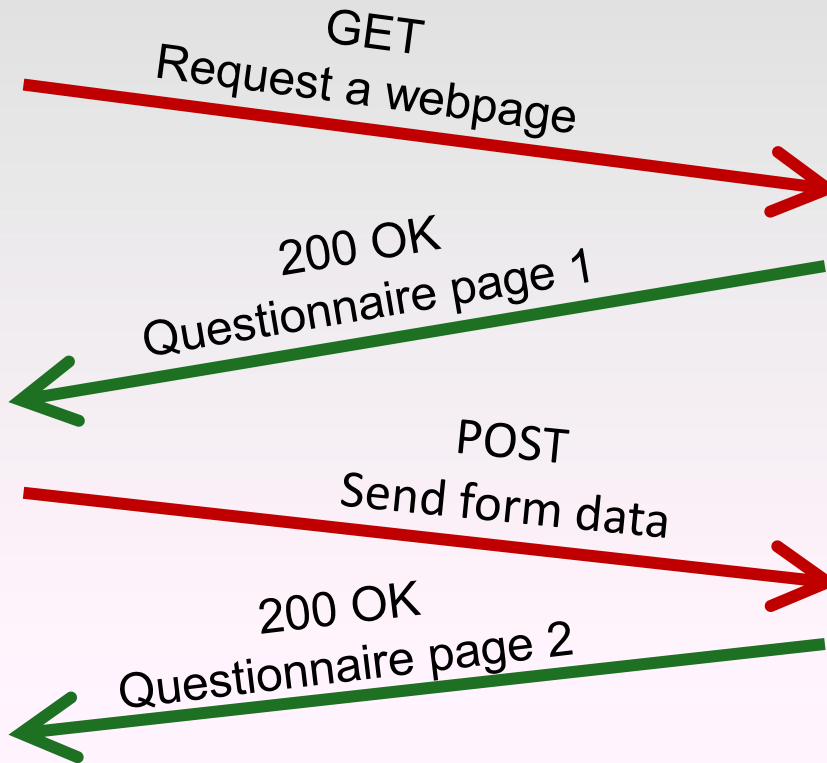 GET
Request a webpage
200 OK
Questionnaire page 1
POST
Send form data
200 OK
Questionnaire page 2